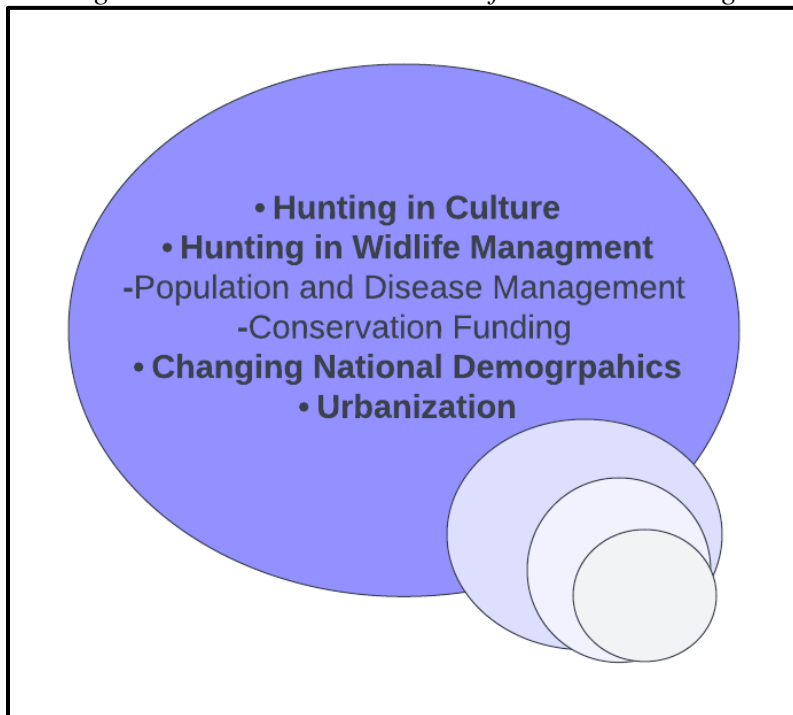 • Hunting in Culture
• Hunting in Widlife Managment
-Population and Disease Management
-Conservation Funding
• Changing National Demogrpahics
• Urbanization